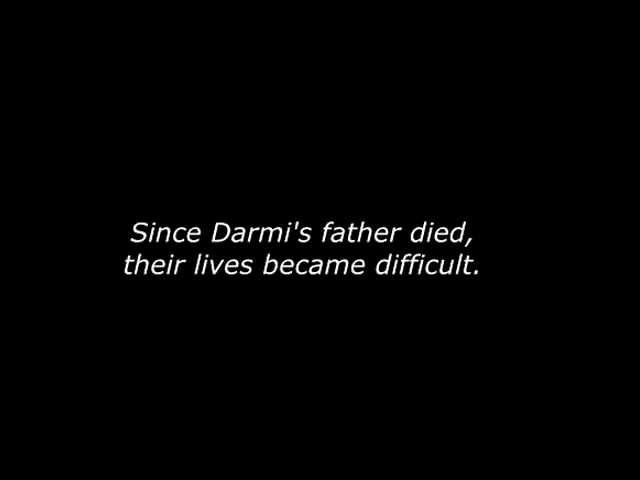 Since Darmi's father died,
their lives became difficult.